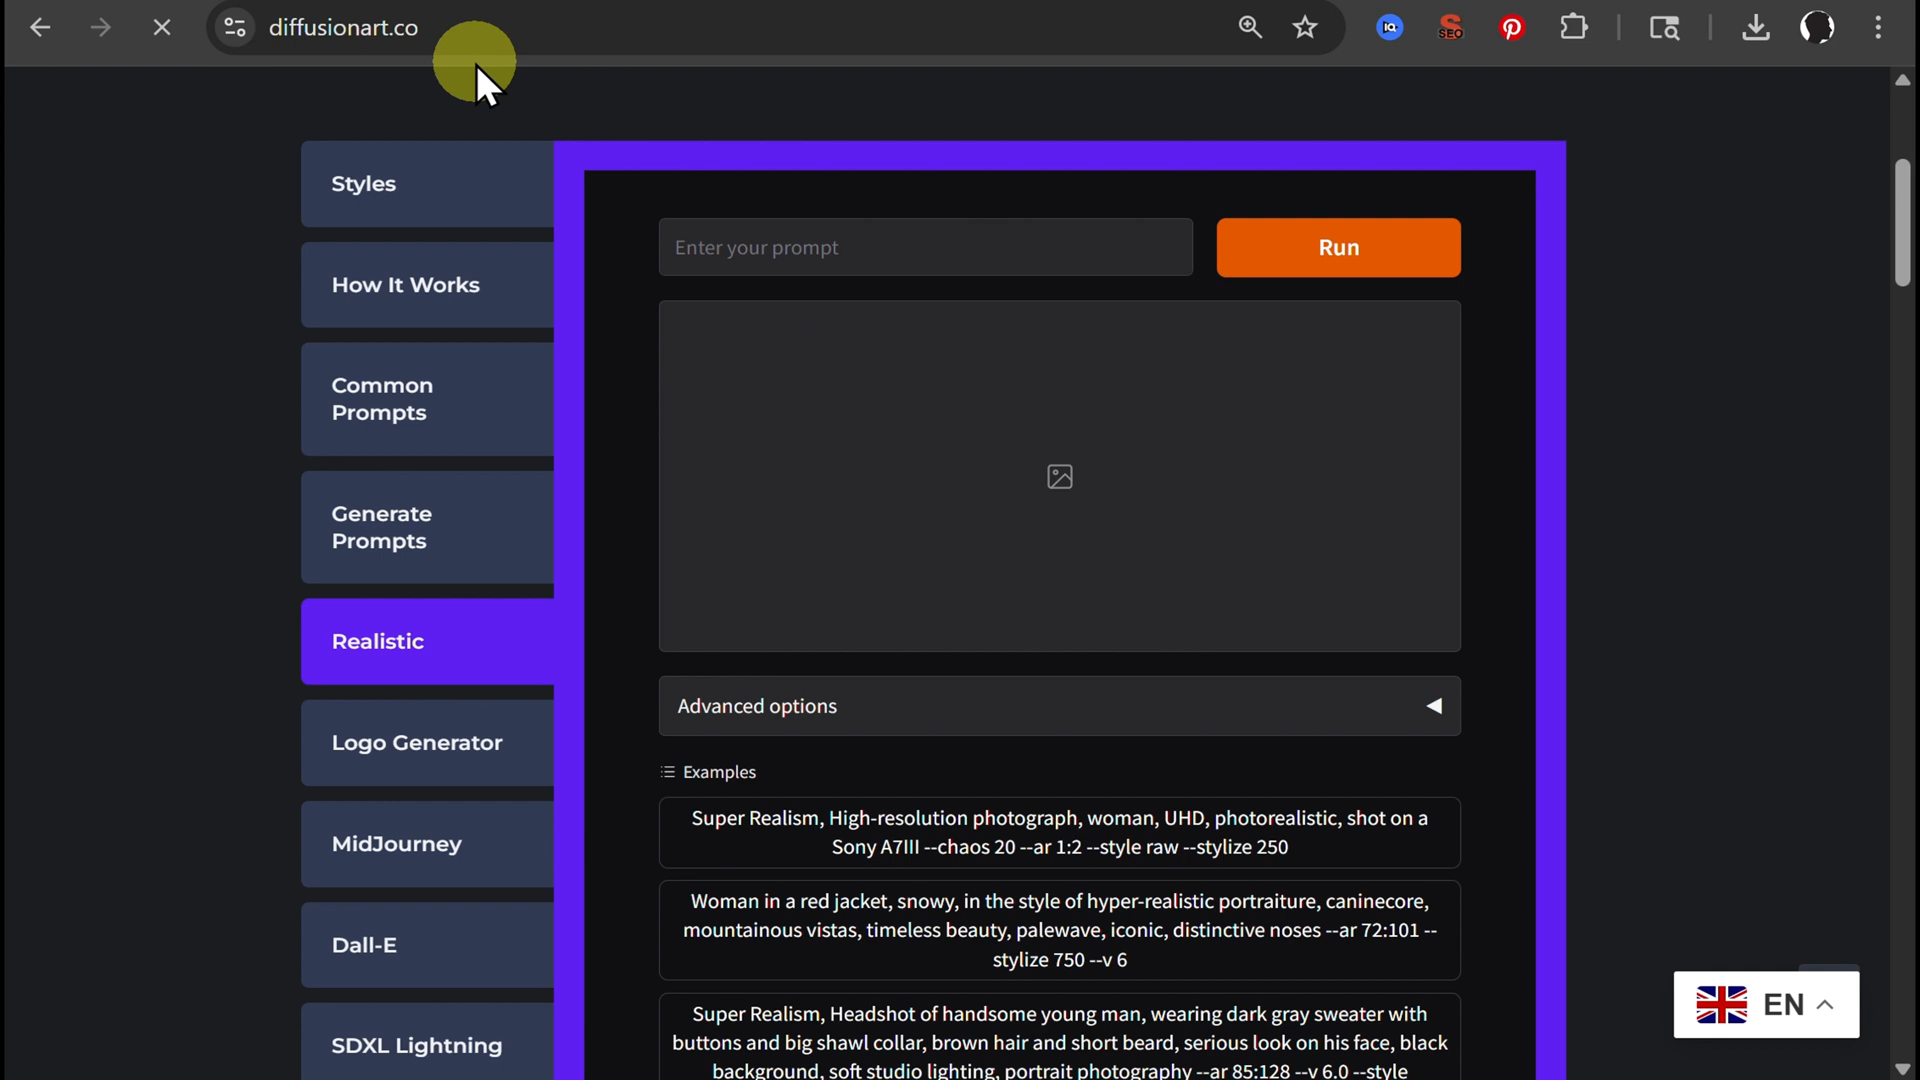 diffusionart.co
IQ
SEO
Styles
How It Works
Common
Prompts
Generate
Prompts
Realistic
Logo Generator
MidJourney
Dall-E
SDXL Lightning
Enter your prompt
Run
Advanced options
Examples
Super Realism, High-resolution photograph, woman, UHD, photorealistic, shot on a
Sony A7III --chaos 20 --ar 1:2 --style raw --stylize 250
Woman in a red jacket, snowy, in the style of hyper-realistic portraiture, caninecore,
mountainous vistas, timeless beauty, palewave, iconic, distinctive noses --ar 72:101 --
stylize 750 --v 6
Super Realism, Headshot of handsome young man, wearing dark gray sweater with
buttons and big shawl collar, brown hair and short beard, serious look on his face, black
background, soft studio lighting, portrait photography --ar 85:128 --v 6.0 --style
EN